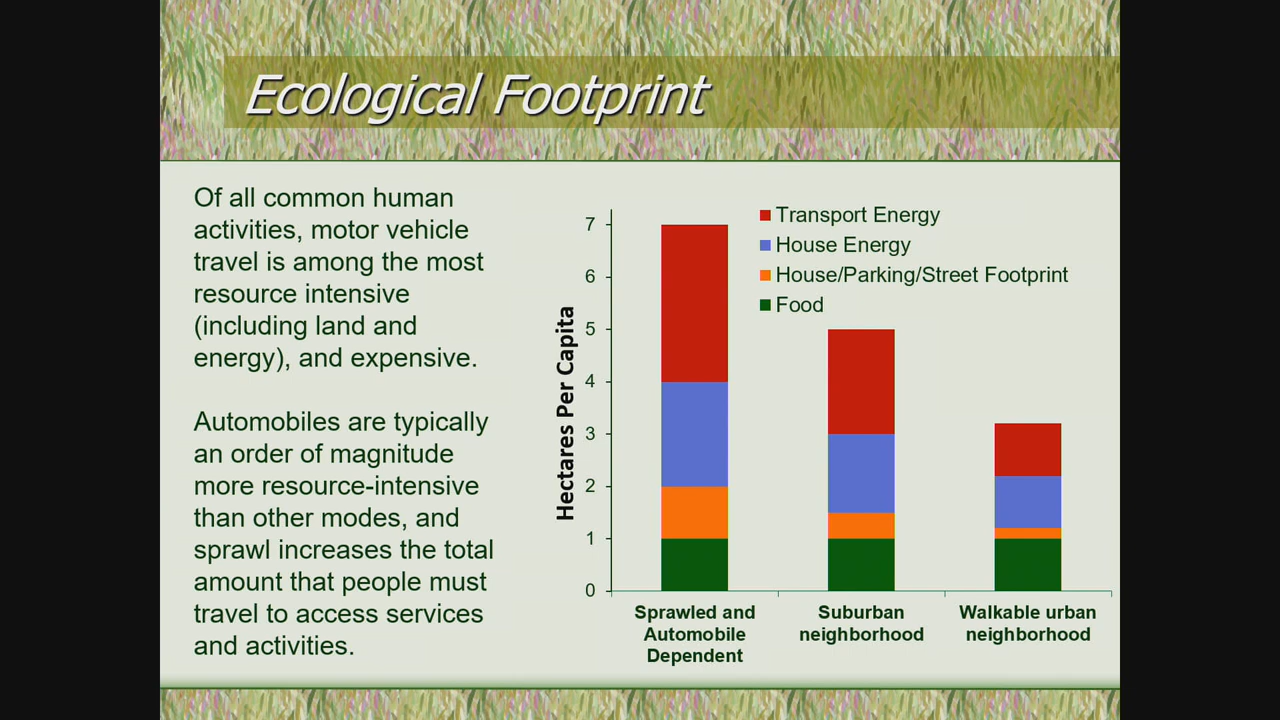 Ecological Footprint
Of all common human
activities, motor vehicle
travel is among the most
resource intensive
(including land and
energy), and expensive.
Automobiles are typically
an order of magnitude
more resource-intensive
than other modes, and
sprawl increases the total
amount that people must
travel to access services
and activities.
Hectares Per Capita
7
6
5
4
3
2
1
0
Transport Energy
House Energy
House/Parking/Street Footprint
Food
Sprawled and
Automobile
Dependent
Suburban
neighborhood
Walkable urban
neighborhood